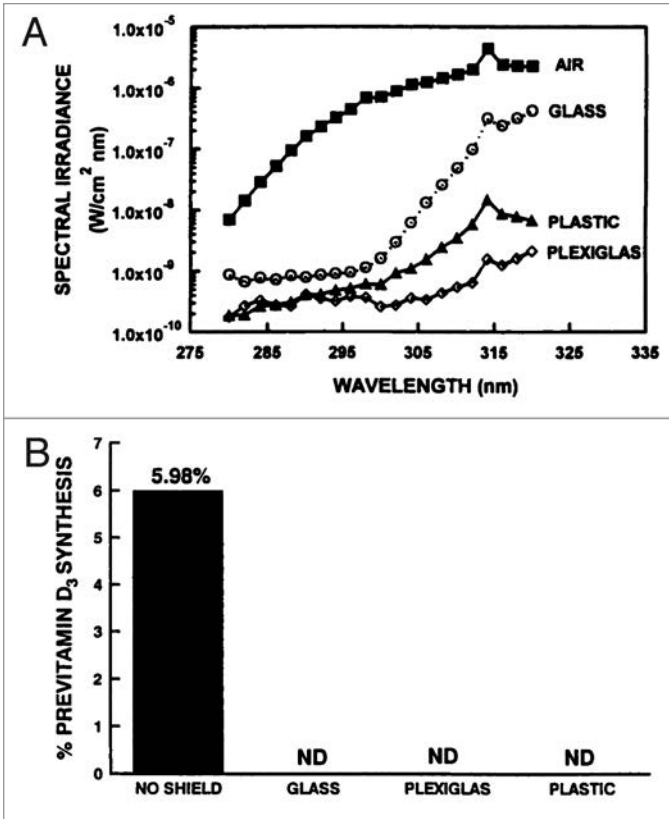 A
SPECTRAL IRRADIANCE
(W/cm² nm)
1.0x10⁻⁵
1.0x10⁻⁶
1.0x10⁻⁷
1.0x10⁻⁸
1.0x10⁻⁹
1.0x10⁻¹⁰
AIR
GLASS
PLASTIC
PLEXIGLAS
275 285 295 305 315 325 335
WAVELENGTH (nm)
B
% PREVITAMIN D₃ SYNTHESIS
7
6
5
4
3
2
1
0
5.98%
ND ND ND
NO SHIELD GLASS PLEXIGLAS PLASTIC